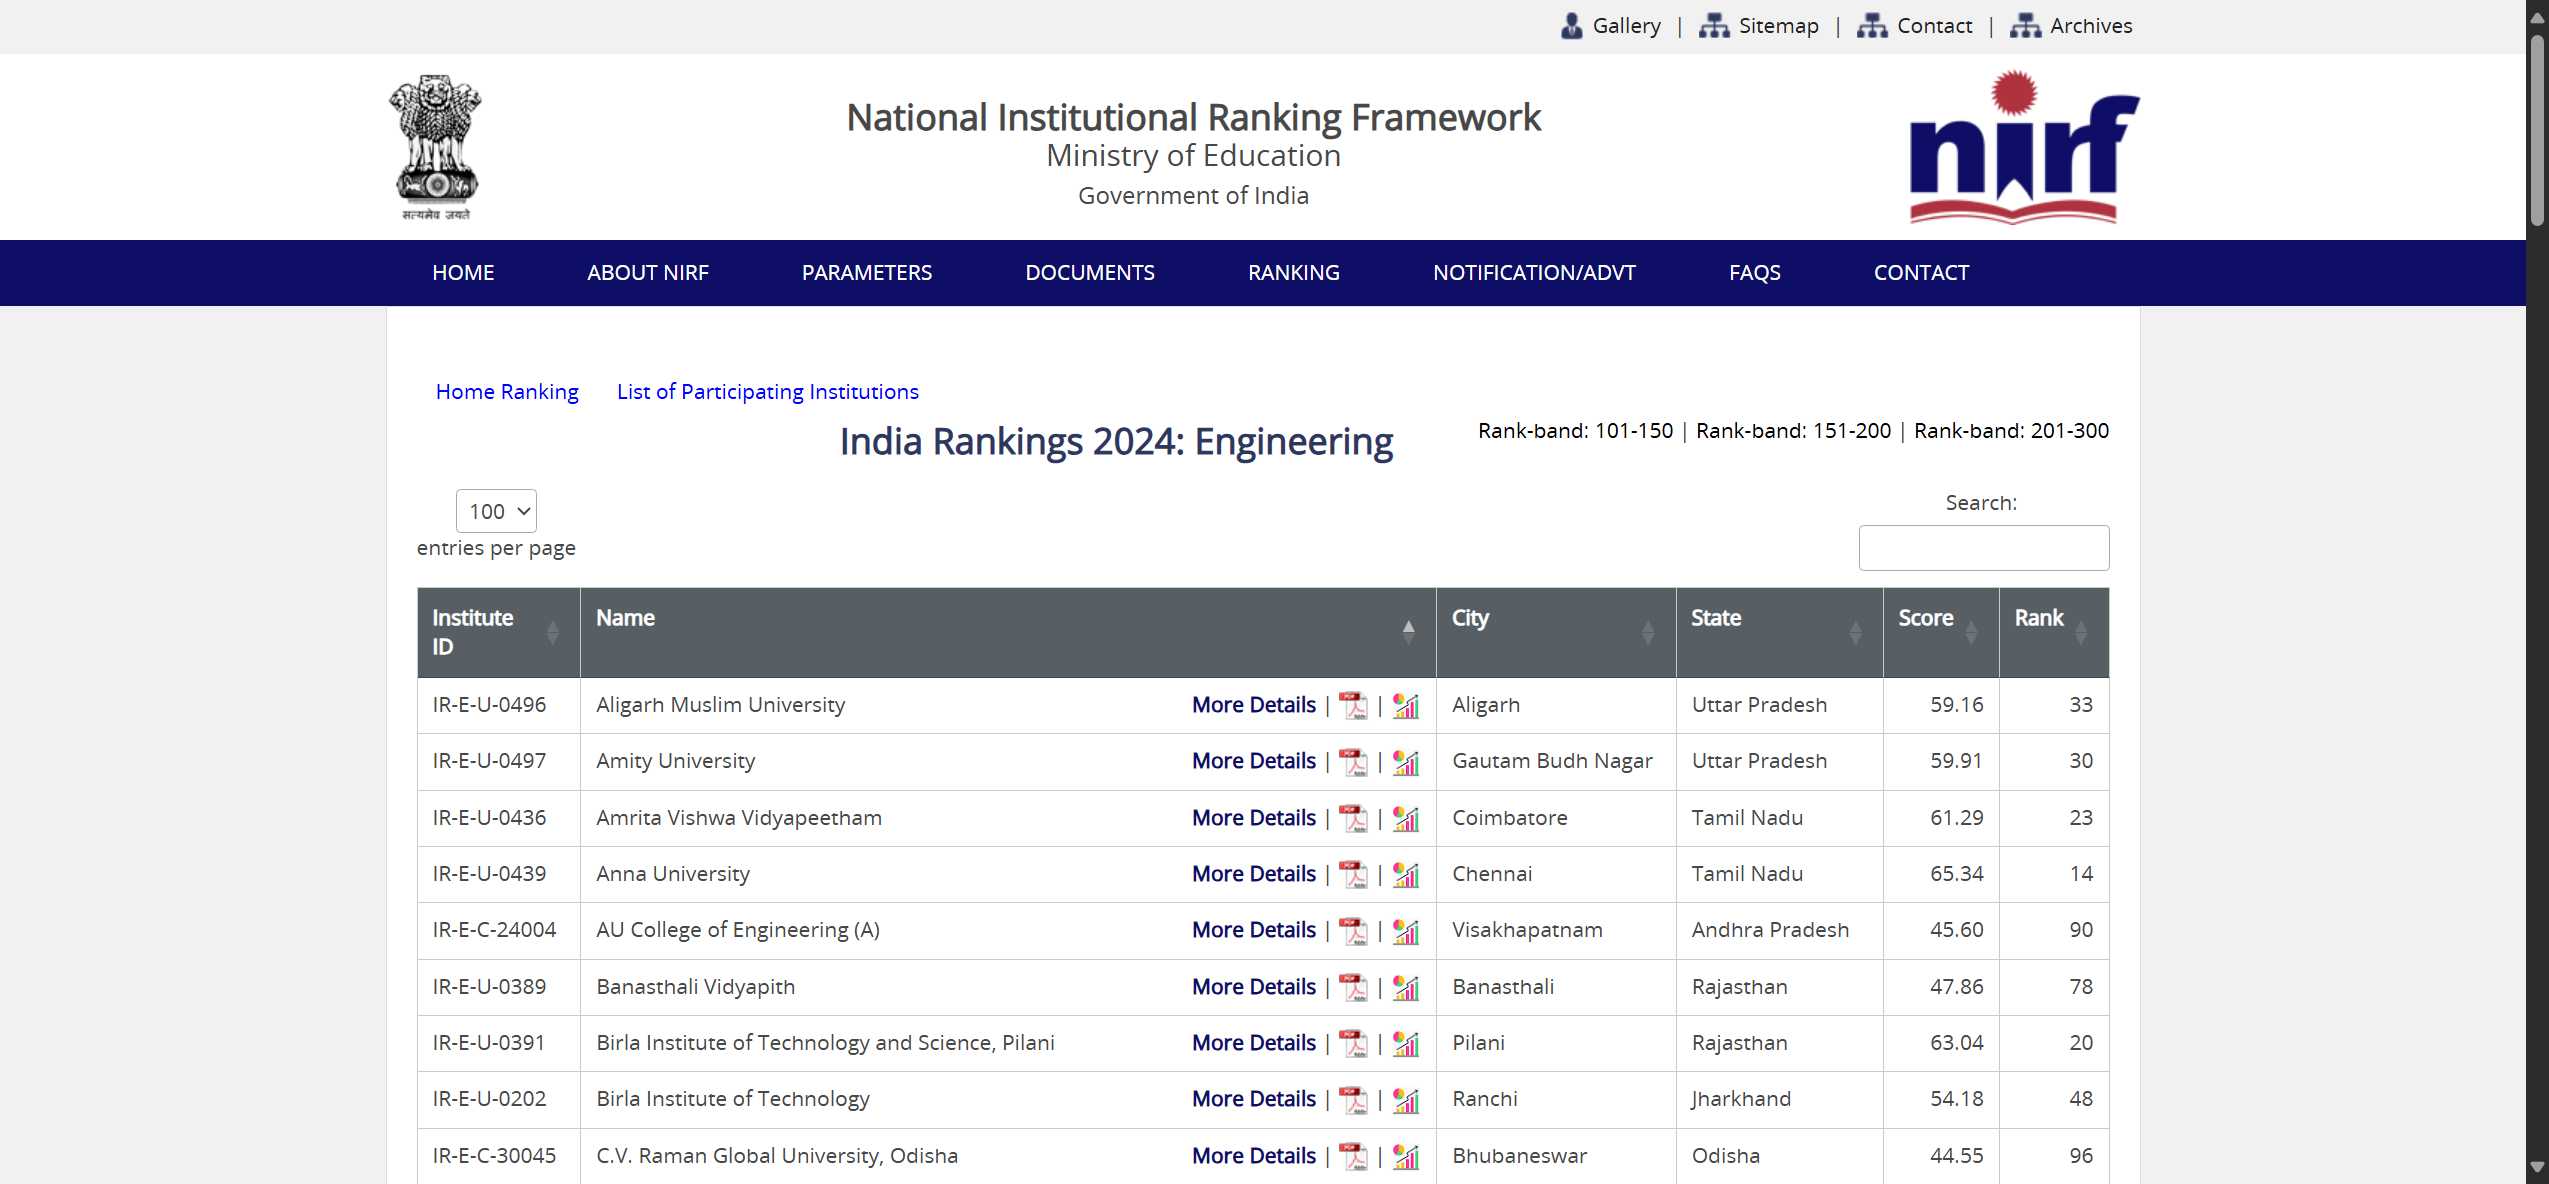 Gallery | Sitemap | Contact | Archives
सत्यमेव जयते
National Institutional Ranking Framework
Ministry of Education
Government of India
nirf
HOME ABOUT NIRF PARAMETERS DOCUMENTS RANKING NOTIFICATION/ADVT FAQS CONTACT
Home Ranking List of Participating Institutions
India Rankings 2024: Engineering
Rank-band: 101-150 | Rank-band: 151-200 | Rank-band: 201-300
100
entries per page
Search:
Institute ID Name City State Score Rank
IR-E-U-0496 Aligarh Muslim University More Details | | Aligarh Uttar Pradesh 59.16 33
IR-E-U-0497 Amity University More Details | | Gautam Budh Nagar Uttar Pradesh 59.91 30
IR-E-U-0436 Amrita Vishwa Vidyapeetham More Details | | Coimbatore Tamil Nadu 61.29 23
IR-E-U-0439 Anna University More Details | | Chennai Tamil Nadu 65.34 14
IR-E-C-24004 AU College of Engineering (A) More Details | | Visakhapatnam Andhra Pradesh 45.60 90
IR-E-U-0389 Banasthali Vidyapith More Details | | Banasthali Rajasthan 47.86 78
IR-E-U-0391 Birla Institute of Technology and Science, Pilani More Details | | Pilani Rajasthan 63.04 20
IR-E-U-0202 Birla Institute of Technology More Details | | Ranchi Jharkhand 54.18 48
IR-E-C-30045 C.V. Raman Global University, Odisha More Details | | Bhubaneswar Odisha 44.55 96